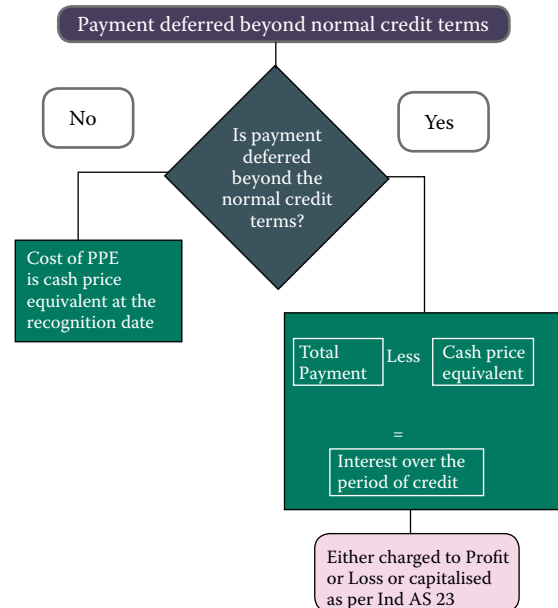 Payment deferred beyond normal credit terms
No
Yes
Is payment
deferred
beyond the
normal credit
terms?
Cost of PPE
is cash price
equivalent at the
recognition date
Total
Payment
Less
Cash price
equivalent
=
Interest over the
period of credit
Either charged to Profit
or Loss or capitalised
as per Ind AS 23